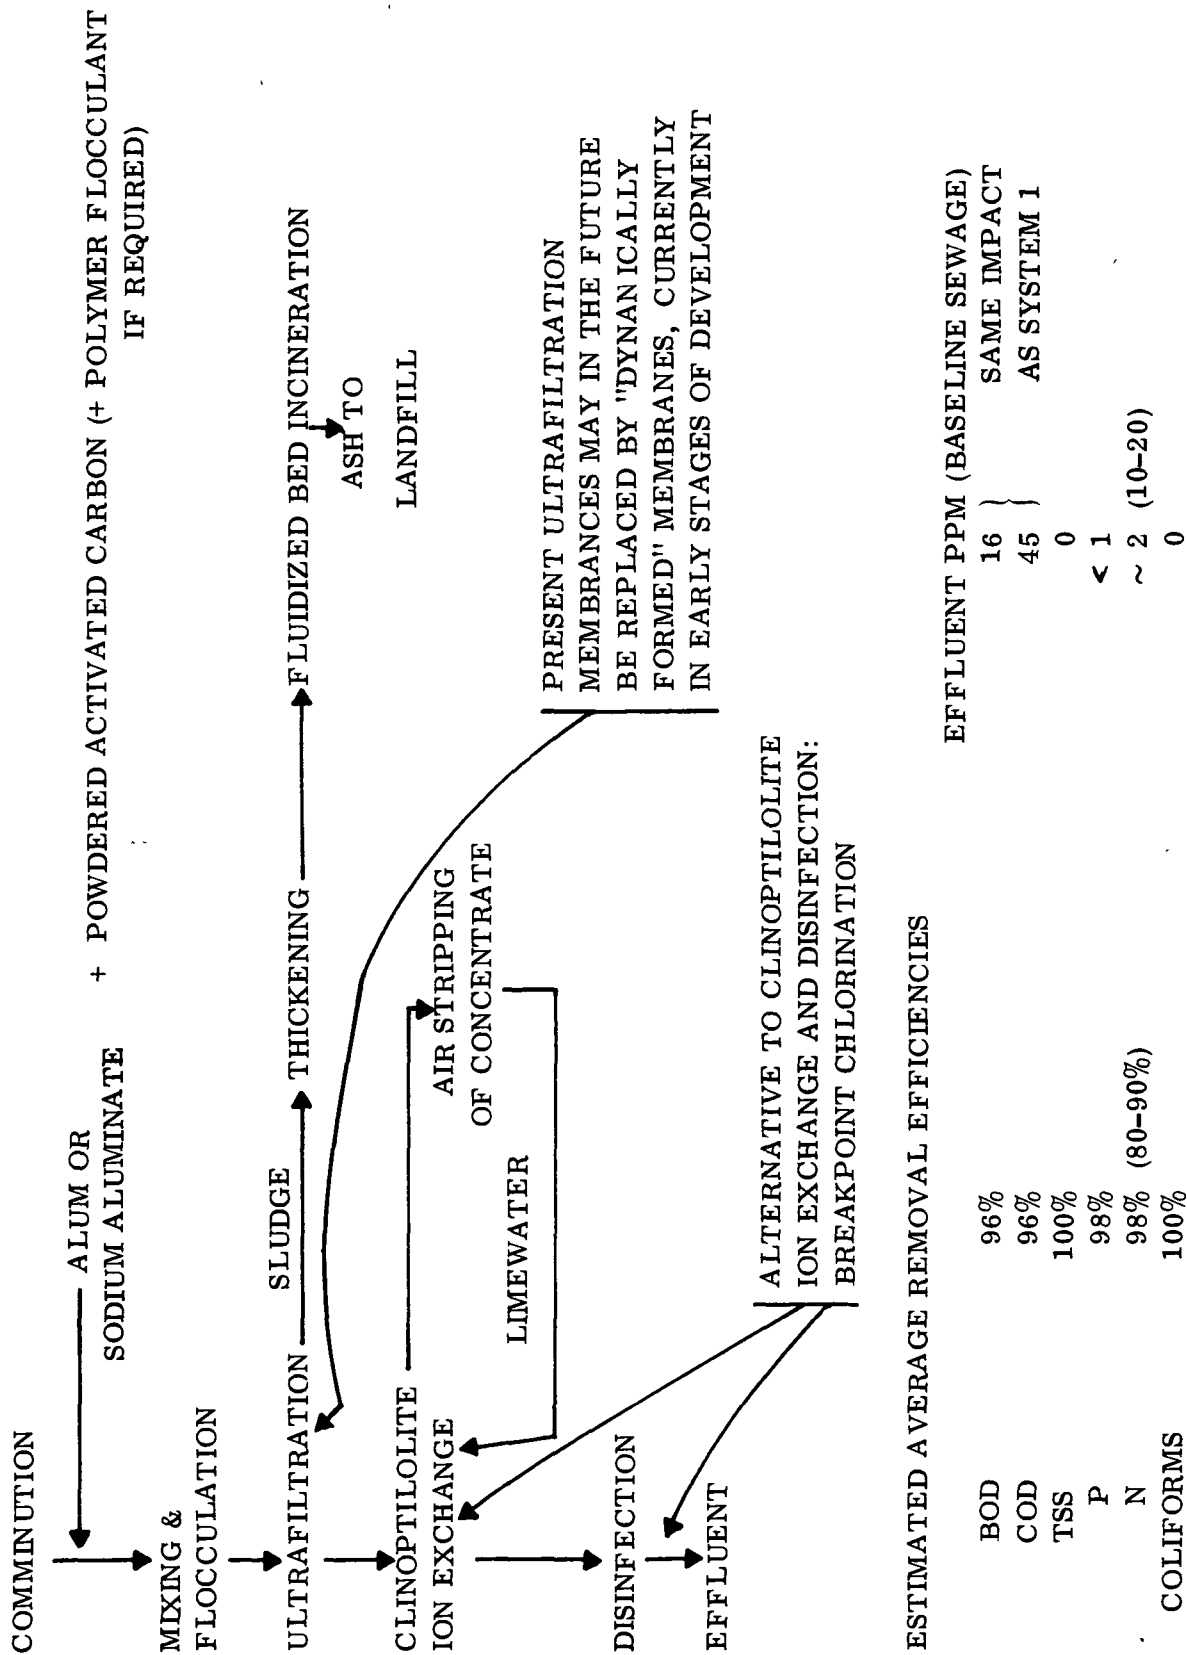 COMMINUTION
ALUM OR
SODIUM ALUMINATE
+ POWDERED ACTIVATED CARBON (+ POLYMER FLOCCULANT
IF REQUIRED)
MIXING &
FLOCCULATION
ULTRAFILTRATION
SLUDGE
THICKENING
FLUIDIZED BED INCINERATION
ASH TO
LANDFILL
CLINOPTILOLITE
ION EXCHANGE
AIR STRIPPING
OF CONCENTRATE
LIMEWATER
PRESENT ULTRAFILTRATION
MEMBRANCES MAY IN THE FUTURE
BE REPLACED BY "DYNANICALLY
FORMED" MEMBRANES, CURRENTLY
IN EARLY STAGES OF DEVELOPMENT
DISINFECTION
EFFLUENT
ALTERNATIVE TO CLINOPTILOLITE
ION EXCHANGE AND DISINFECTION:
BREAKPOINT CHLORINATION
ESTIMATED AVERAGE REMOVAL EFFICIENCIES
EFFLUENT PPM (BASELINE SEWAGE)
BOD 96% 16 } SAME IMPACT
COD 96% 45 } AS SYSTEM 1
TSS 100% 0
P 98% < 1
N 98% (80-90%) ~ 2 (10-20)
COLIFORMS 100% 0